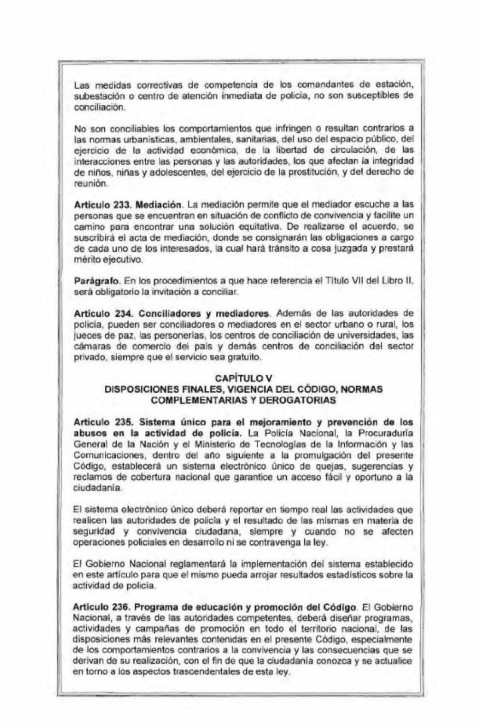 Las medidas correctivas de competencia de los comandantes de estación,
subestación o centro de atención inmediata de policía, no son susceptibles de
conciliación.
No son conciliables los comportamientos que infringen o resultan contrarios a
las normas urbanísticas, ambientales, sanitarias, del uso del espacio público, del
ejercicio de la actividad económica, de la libertad de circulación, de las
interacciones entre las personas y las autoridades, los que afectan la integridad
de niños, niñas y adolescentes, del ejercicio de la prostitución, y del derecho de
reunión.
Artículo 233. Mediación. La mediación permite que el mediador escuche a las
personas que se encuentran en situación de conflicto de convivencia y facilite un
camino para encontrar una solución equitativa. De realizarse el acuerdo, se
suscribirá el acta de mediación, donde se consignarán las obligaciones a cargo
de cada uno de los interesados, la cual hará tránsito a cosa juzgada y prestará
mérito ejecutivo.
Parágrafo. En los procedimientos a que hace referencia el Título VII del Libro II,
será obligatorio la invitación a conciliar.
Artículo 234. Conciliadores y mediadores. Además de las autoridades de
policía, pueden ser conciliadores o mediadores en el sector urbano o rural, los
jueces de paz, las personerías, los centros de conciliación de universidades, las
cámaras de comercio del país y demás centros de conciliación del sector
privado, siempre que el servicio sea gratuito.
CAPÍTULO V
DISPOSICIONES FINALES, VIGENCIA DEL CÓDIGO, NORMAS
COMPLEMENTARIAS Y DEROGATORIAS
Artículo 235. Sistema único para el mejoramiento y prevención de los
abusos en la actividad de policía. La Policía Nacional, la Procuraduría
General de la Nación y el Ministerio de Tecnologías de la Información y las
Comunicaciones, dentro del año siguiente a la promulgación del presente
Código, establecerá un sistema electrónico único de quejas, sugerencias y
reclamos de cobertura nacional que garantice un acceso fácil y oportuno a la
ciudadanía.
El sistema electrónico único deberá reportar en tiempo real las actividades que
realicen las autoridades de policía y el resultado de las mismas en materia de
seguridad y convivencia ciudadana, siempre y cuando no se afecten
operaciones policiales en desarrollo ni se contravenga la ley.
El Gobierno Nacional reglamentará la implementación del sistema establecido
en este artículo para que el mismo pueda arrojar resultados estadísticos sobre la
actividad de policía.
Artículo 236. Programa de educación y promoción del Código. El Gobierno
Nacional, a través de las autoridades competentes, deberá diseñar programas,
actividades y campañas de promoción en todo el territorio nacional, de las
disposiciones más relevantes contenidas en el presente Código, especialmente
de los comportamientos contrarios a la convivencia y las consecuencias que se
derivan de su realización, con el fin de que la ciudadanía conozca y se actualice
en torno a los aspectos trascendentales de esta ley.